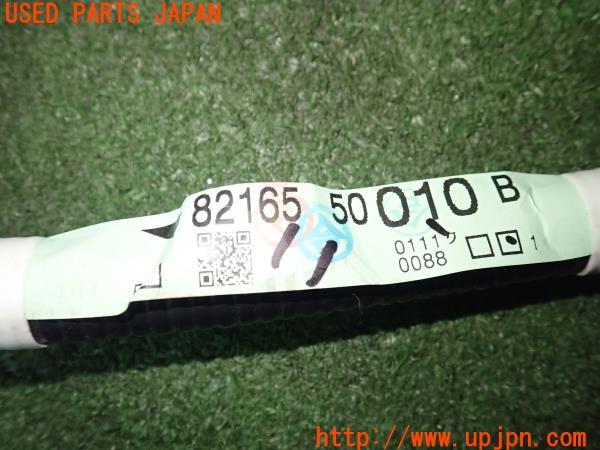 USED PARTS JAPAN
82165 50 010 B
0111
0088
1
http://www.upjpn.com